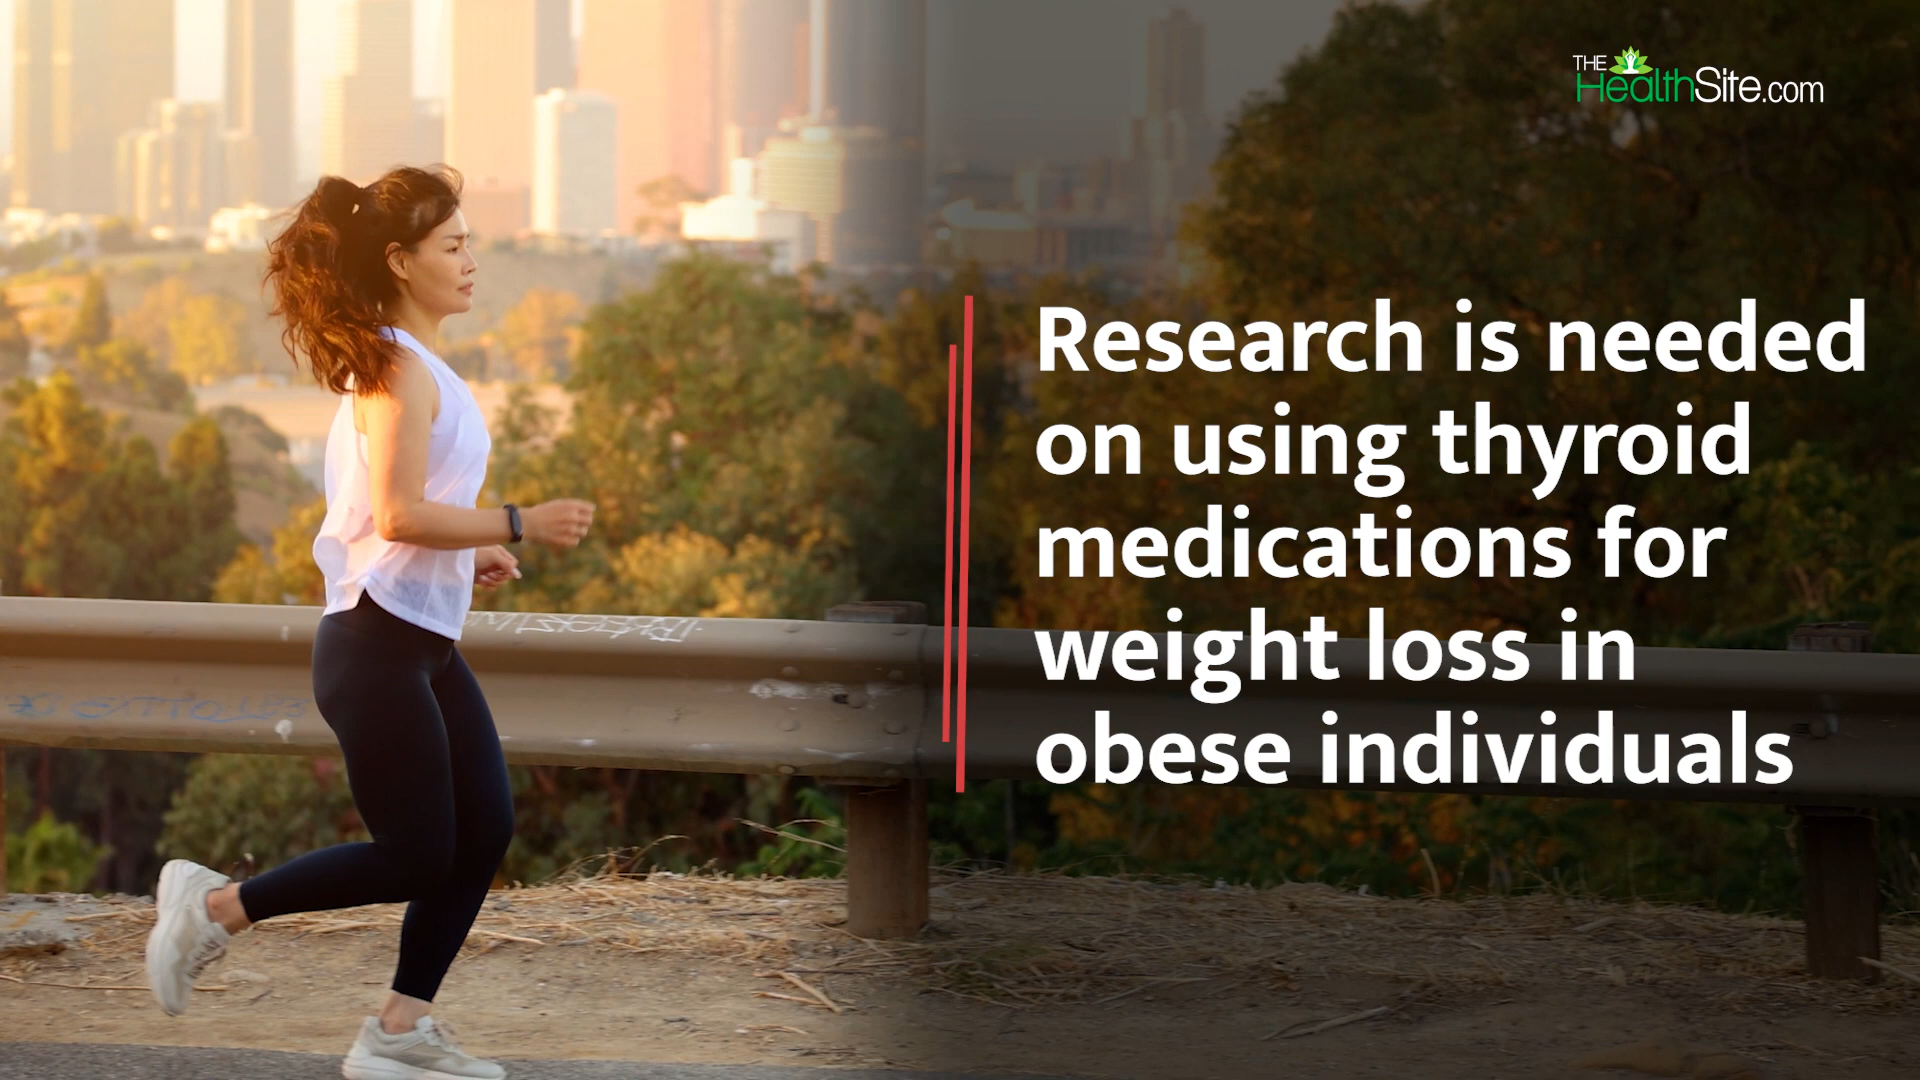 THE
HealthSite.com
Research is needed
on using thyroid
medications for
weight loss in
obese individuals